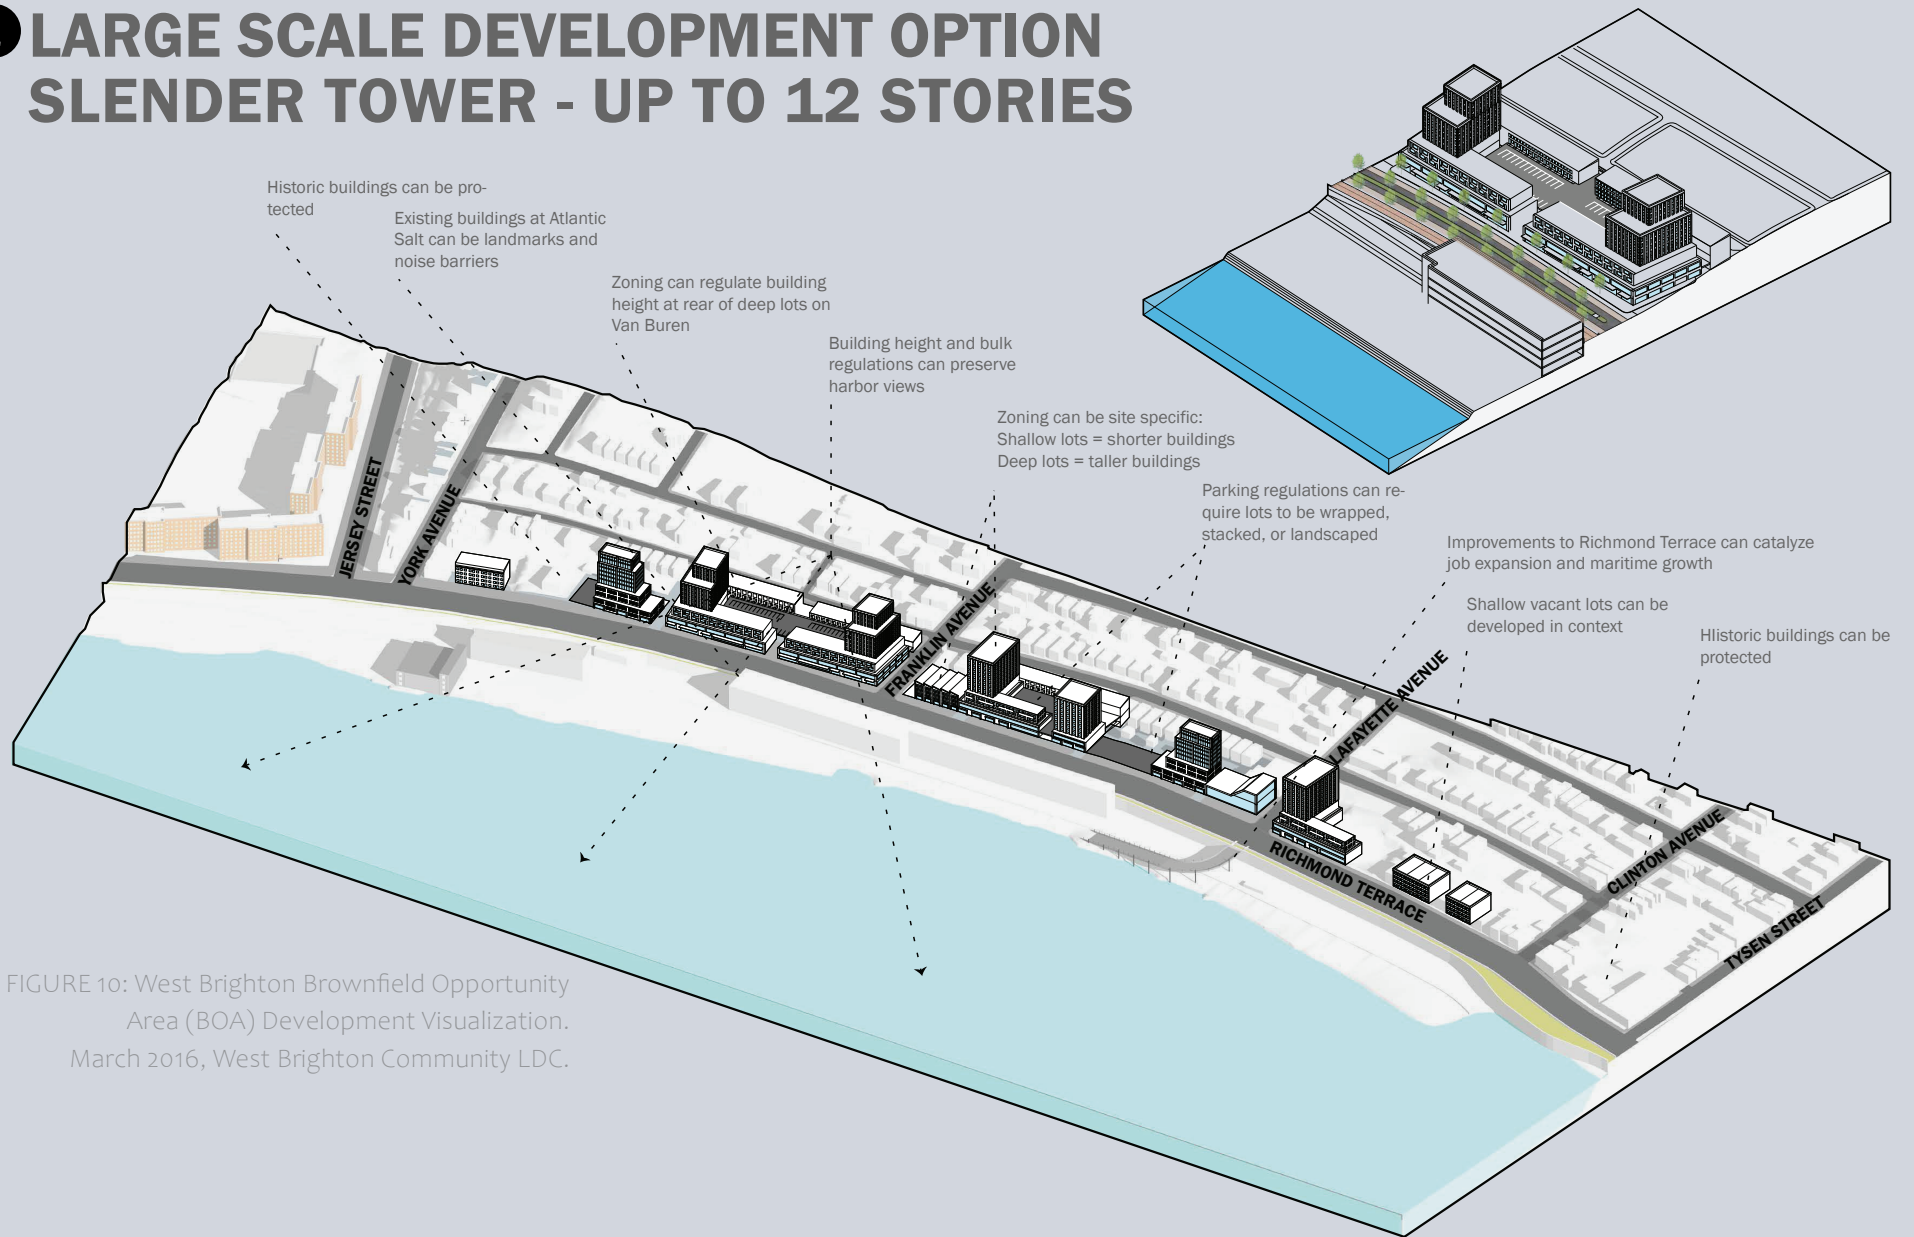 LARGE SCALE DEVELOPMENT OPTION
SLENDER TOWER - UP TO 12 STORIES
Historic buildings can be pro-
tected
Existing buildings at Atlantic
Salt can be landmarks and
noise barriers
Zoning can regulate building
height at rear of deep lots on
Van Buren
Building height and bulk
regulations can preserve
harbor views
Zoning can be site specific:
Shallow lots = shorter buildings
Deep lots = taller buildings
Parking regulations can re-
quire lots to be wrapped,
stacked, or landscaped
Improvements to Richmond Terrace can catalyze
job expansion and maritime growth
Shallow vacant lots can be
developed in context
HIistoric buildings can be
protected
JERSEY STREET
YORK AVENUE
FRANKLIN AVENUE
LAFAYETTE AVENUE
RICHMOND TERRACE
CLINTON AVENUE
TYSEN STREET
FIGURE 10: West Brighton Brownfield Opportunity
Area (BOA) Development Visualization.
March 2016, West Brighton Community LDC.